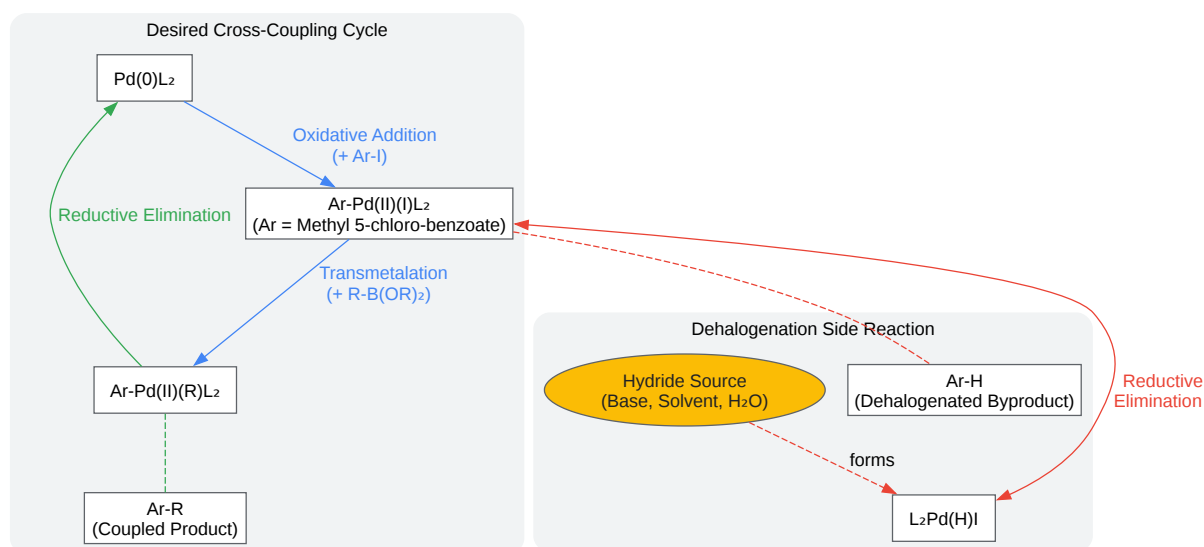 Desired Cross-Coupling Cycle
Pd(0)L₂
Oxidative Addition
(+ Ar-I)
Ar-Pd(II)(I)L₂
(Ar = Methyl 5-chloro-benzoate)
Reductive Elimination
Transmetalation
(+ R-B(OR)₂)
Ar-Pd(II)(R)L₂
Ar-R
(Coupled Product)
Dehalogenation Side Reaction
Hydride Source
(Base, Solvent, H₂O)
Ar-H
(Dehalogenated Byproduct)
Reductive
Elimination
forms
L₂Pd(H)I